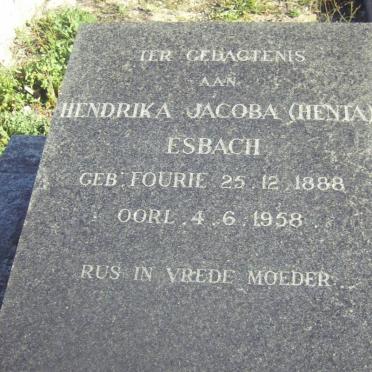 TER GEDAGTENIS
AAN
HENDRIKA JACOBA (HENTA)
ESBACH
GEB. FOURIE 25.12.1888
OORL. 4.6.1958.
RUS IN VREDE MOEDER